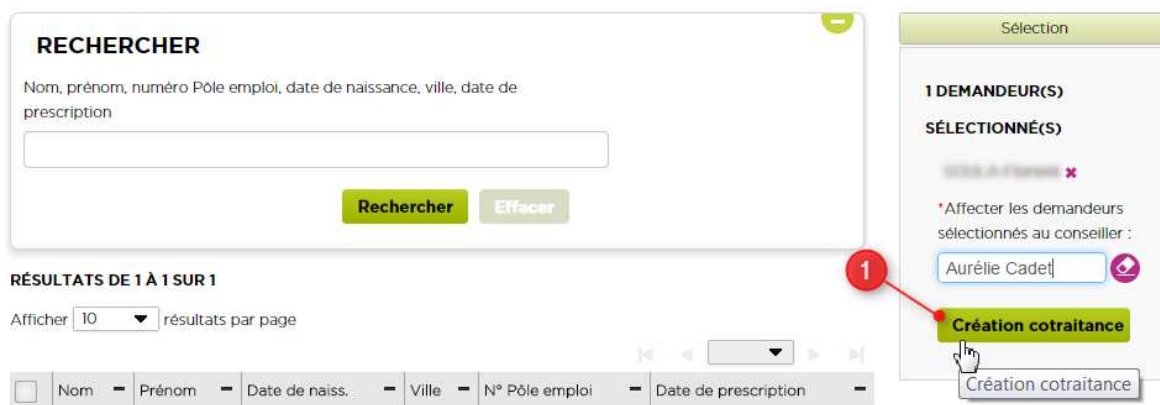 RECHERCHER
Nom, prénom, numéro Pôle emploi, date de naissance, ville, date de
prescription
Rechercher
Effacer
RÉSULTATS DE 1 À 1 SUR 1
Afficher 10 résultats par page
Nom Prénom Date de naiss. Ville N° Pôle emploi Date de prescription
Sélection
1 DEMANDEUR(S)
SÉLECTIONNÉ(S)
*Affecter les demandeurs
sélectionnés au conseiller :
Aurélie Cadet
1
Création cotraitance
Création cotraitance